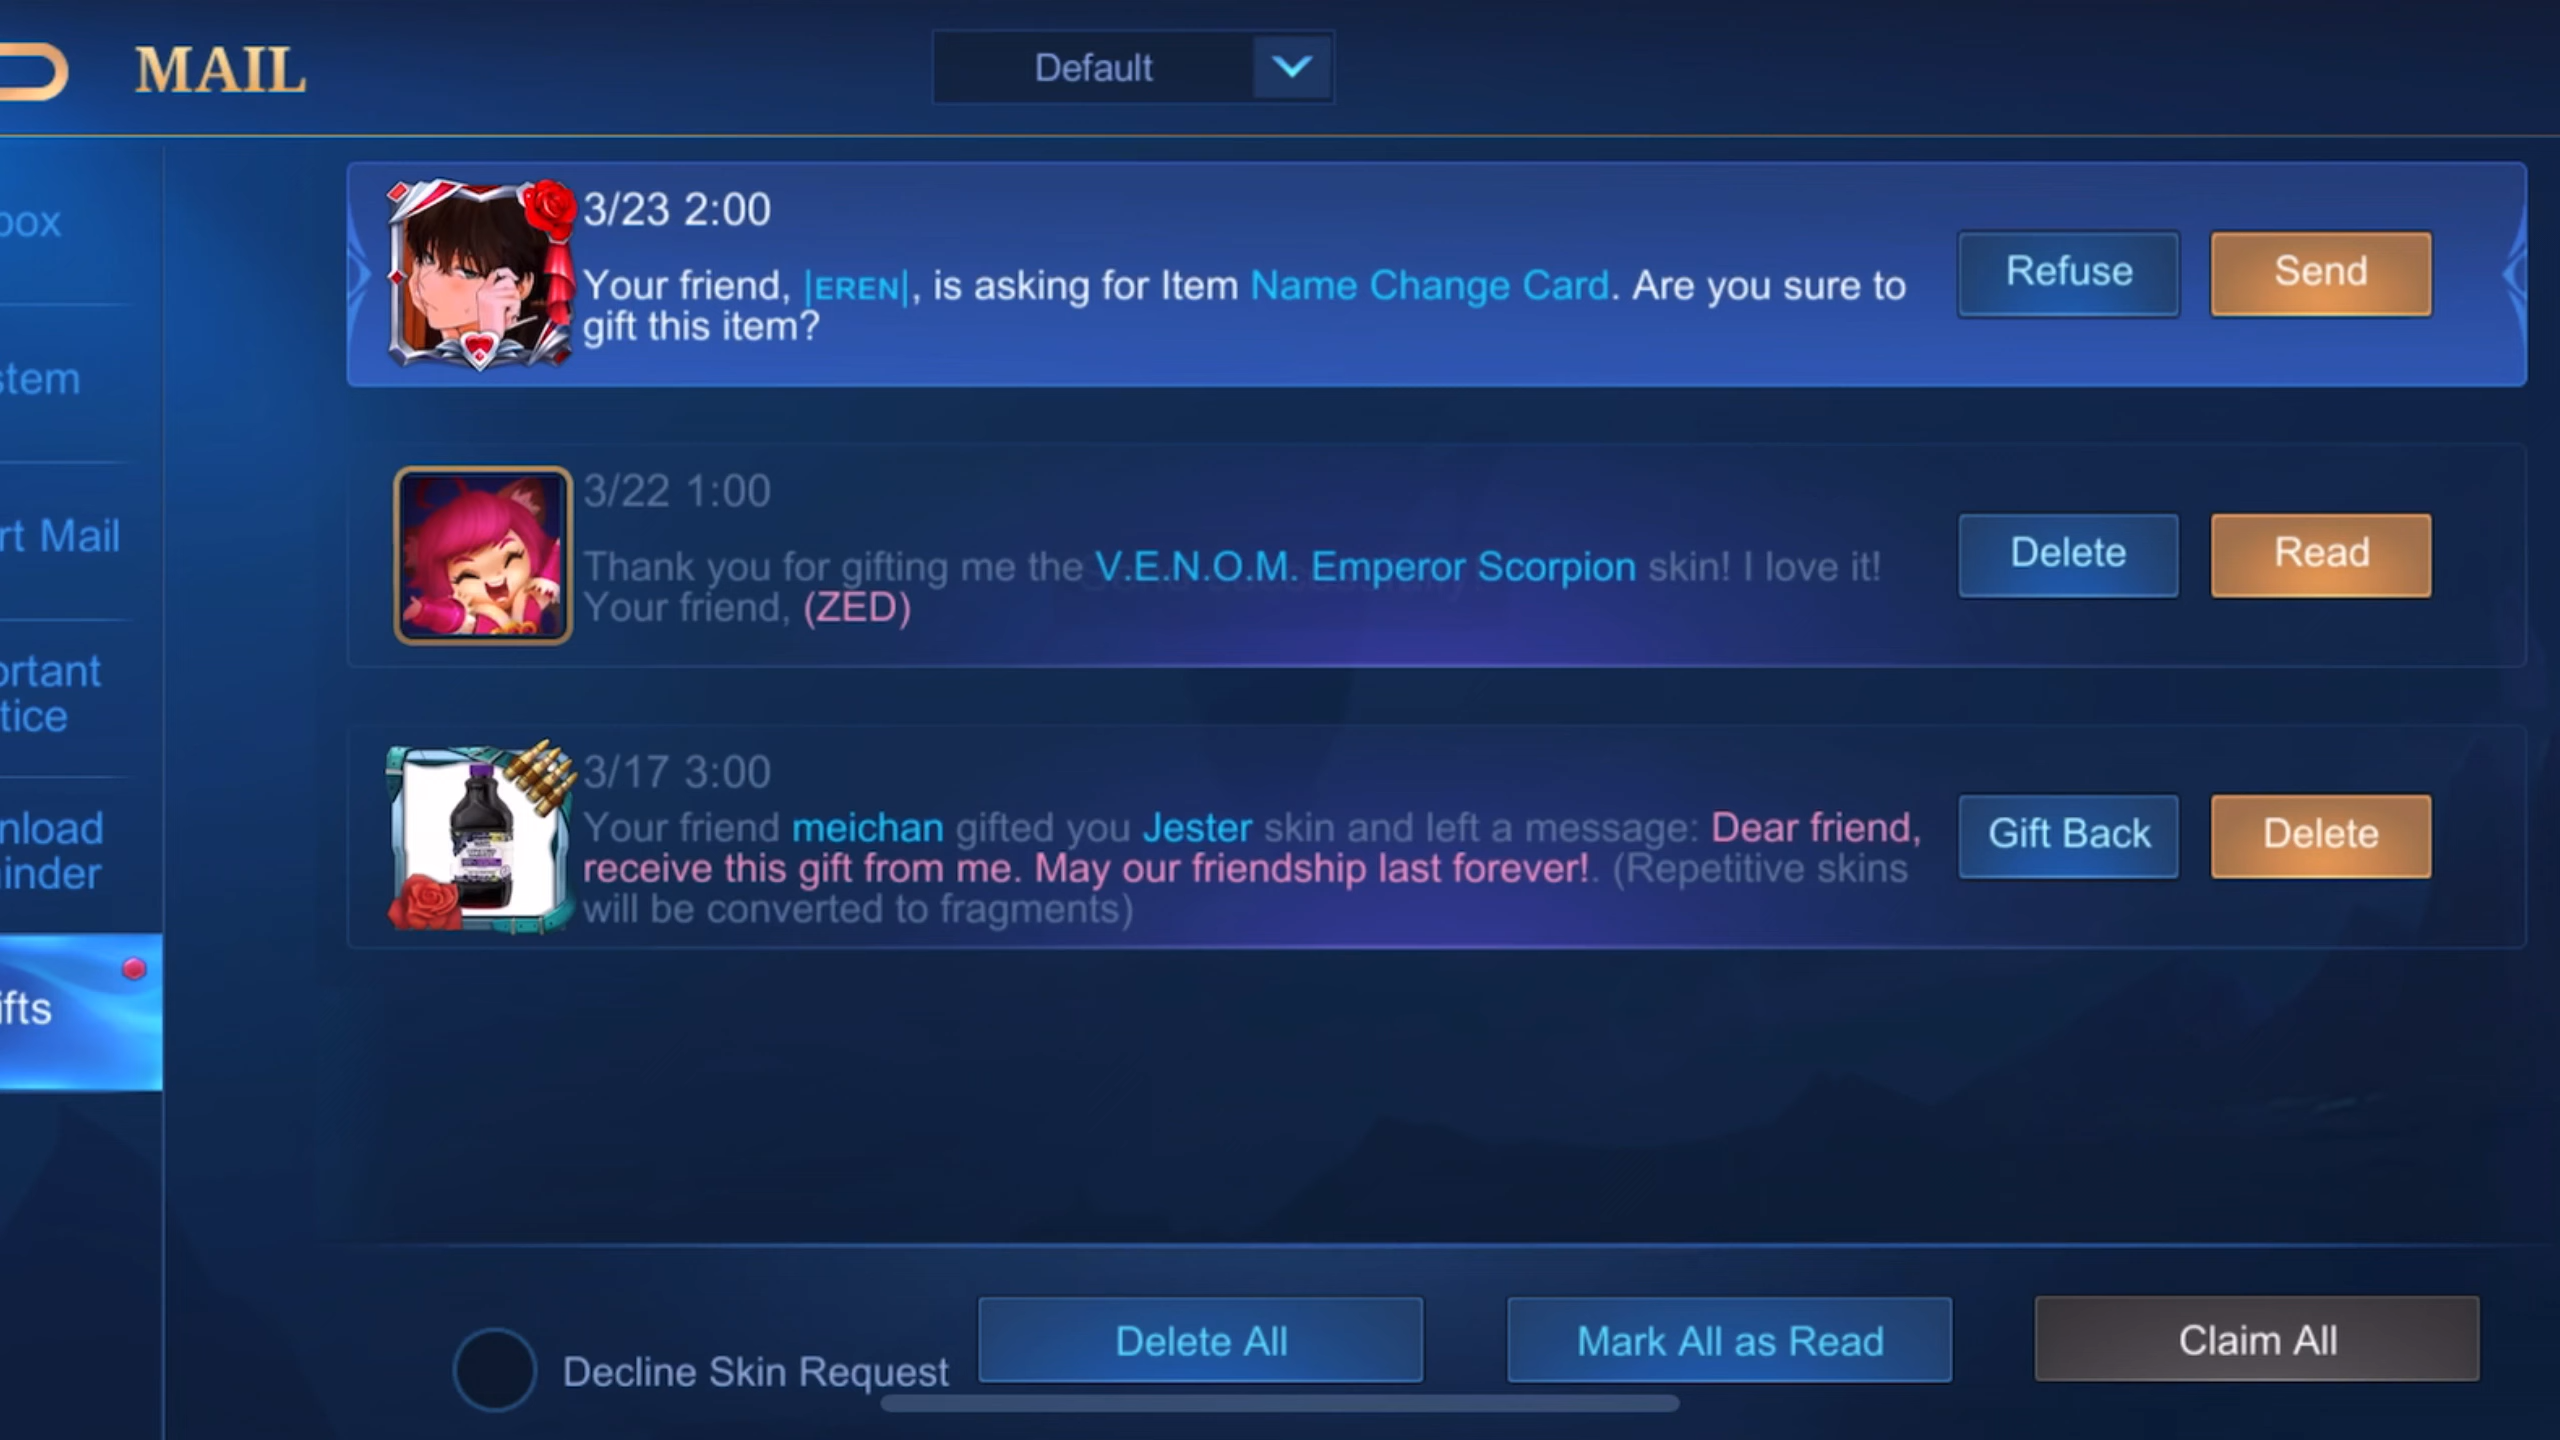 MAIL
Default
box
stem
rt Mail
ortant
tice
nload
inder
ifts
3/23 2:00
Your friend, |EREN|, is asking for Item Name Change Card. Are you sure to
gift this item?
Refuse
Send
3/22 1:00
Thank you for gifting me the V.E.N.O.M. Emperor Scorpion skin! I love it!
Your friend, (ZED)
Delete
Read
3/17 3:00
Your friend meichan gifted you Jester skin and left a message: Dear friend,
receive this gift from me. May our friendship last forever!. (Repetitive skins
will be converted to fragments)
Gift Back
Delete
Decline Skin Request
Delete All
Mark All as Read
Claim All